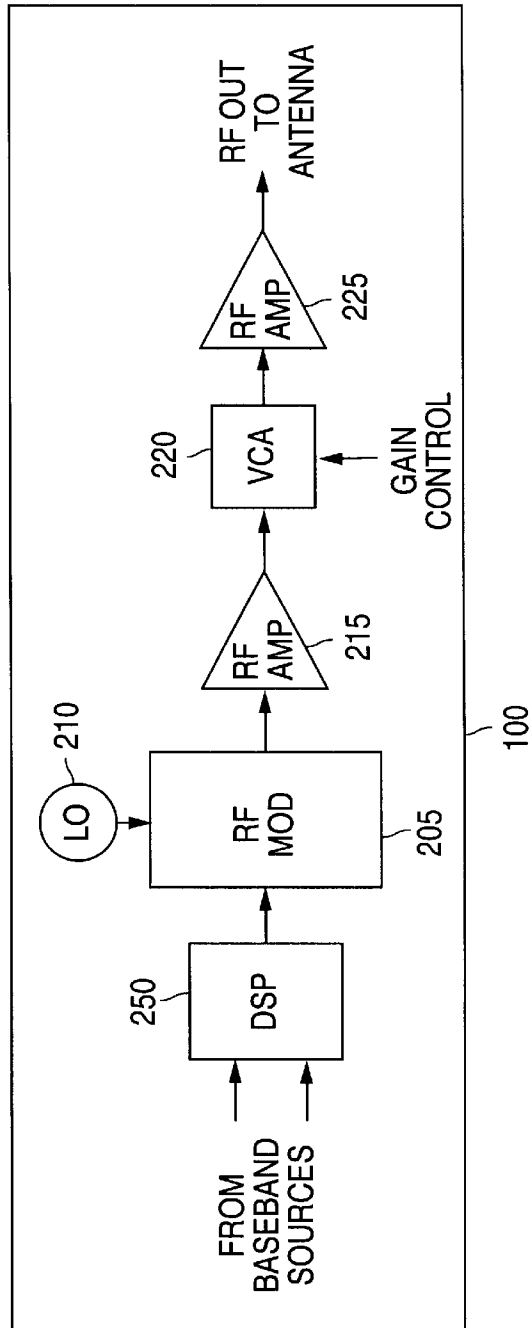 FROM
BASEBAND
SOURCES
250
DSP
LO
210
RF
MOD
205
RF
AMP
215
220
VCA
GAIN
CONTROL
RF
AMP
225
RF OUT
TO
ANTENNA
100